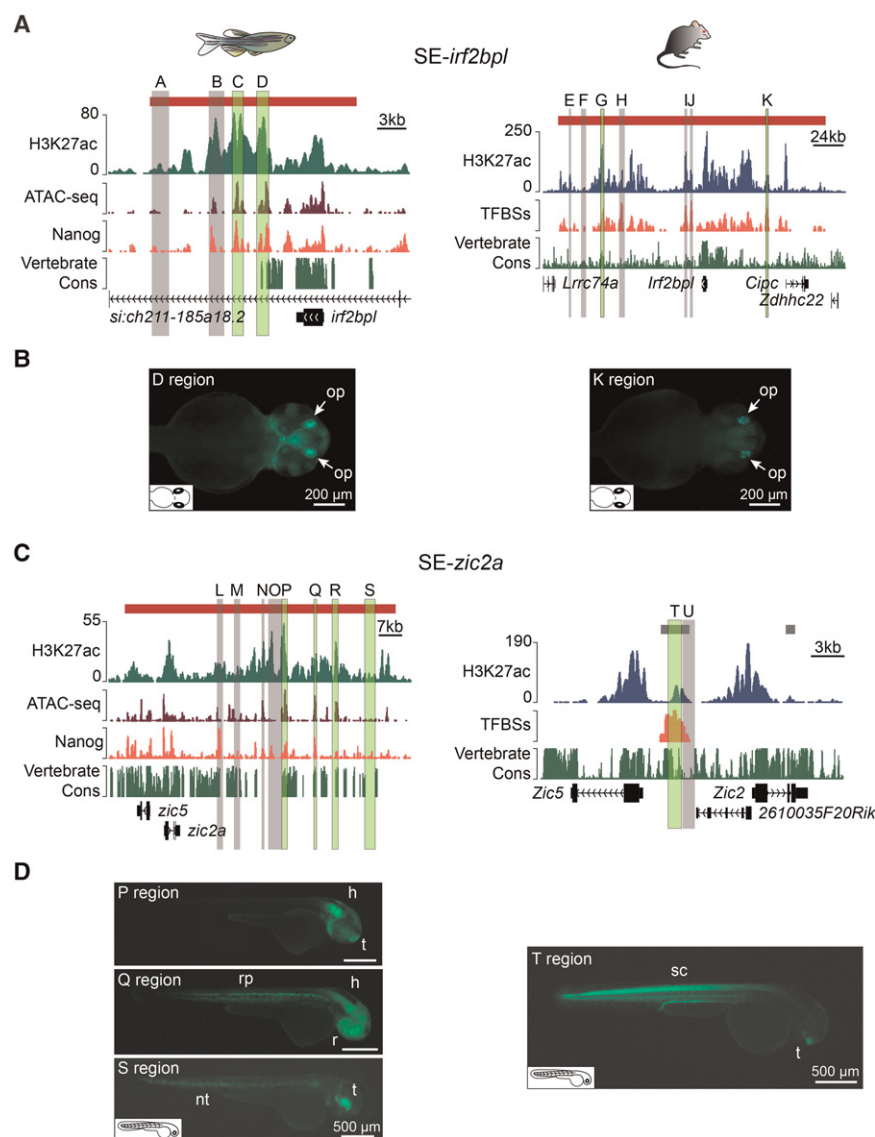 A
SE-irf2bpl
A B C D
3kb
80
H3K27ac
0
ATAC-seq
Nanog
Vertebrate
Cons
si:ch211-185a18.2
irf2bpl
E F G H IJ K
24kb
250
H3K27ac
0
TFBSs
Vertebrate
Cons
Lrrc74a
Irf2bpl
Cipc
Zdhhc22
B
D region
op
op
200 µm
K region
op
op
200 µm
C
SE-zic2a
L M NOP Q R S
7kb
55
H3K27ac
0
ATAC-seq
Nanog
Vertebrate
Cons
zic5
zic2a
T U
3kb
190
H3K27ac
0
TFBSs
Vertebrate
Cons
Zic5
Zic2
2610035F20Rik
D
P region
h
t
Q region
rp
h
r
S region
t
nt
500 µm
T region
sc
t
500 µm